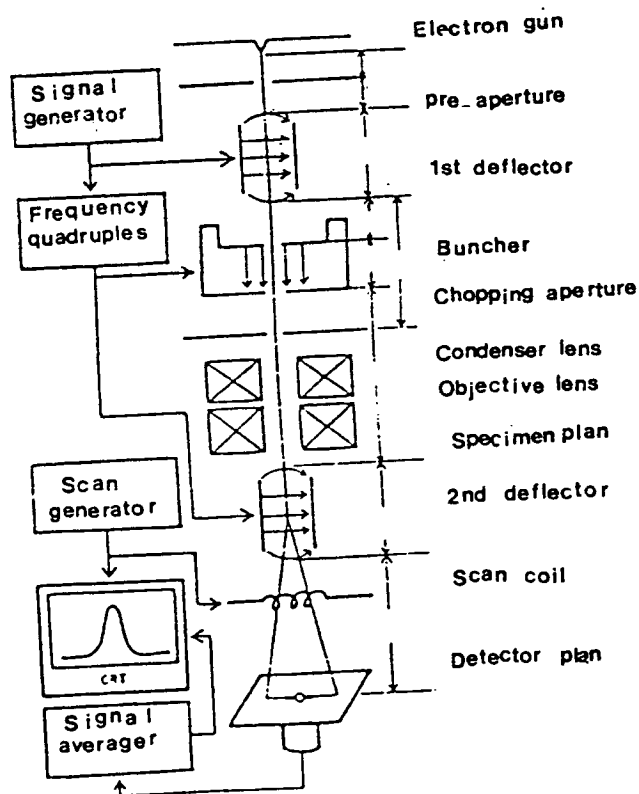 Electron gun
Signal
generator
pre_aperture
1st deflector
Frequency
quadruples
Buncher
Chopping aperture
Condenser lens
Objective lens
Specimen plan
Scan
generator
2nd deflector
Scan coil
CRT
Detector plan
Signal
averager